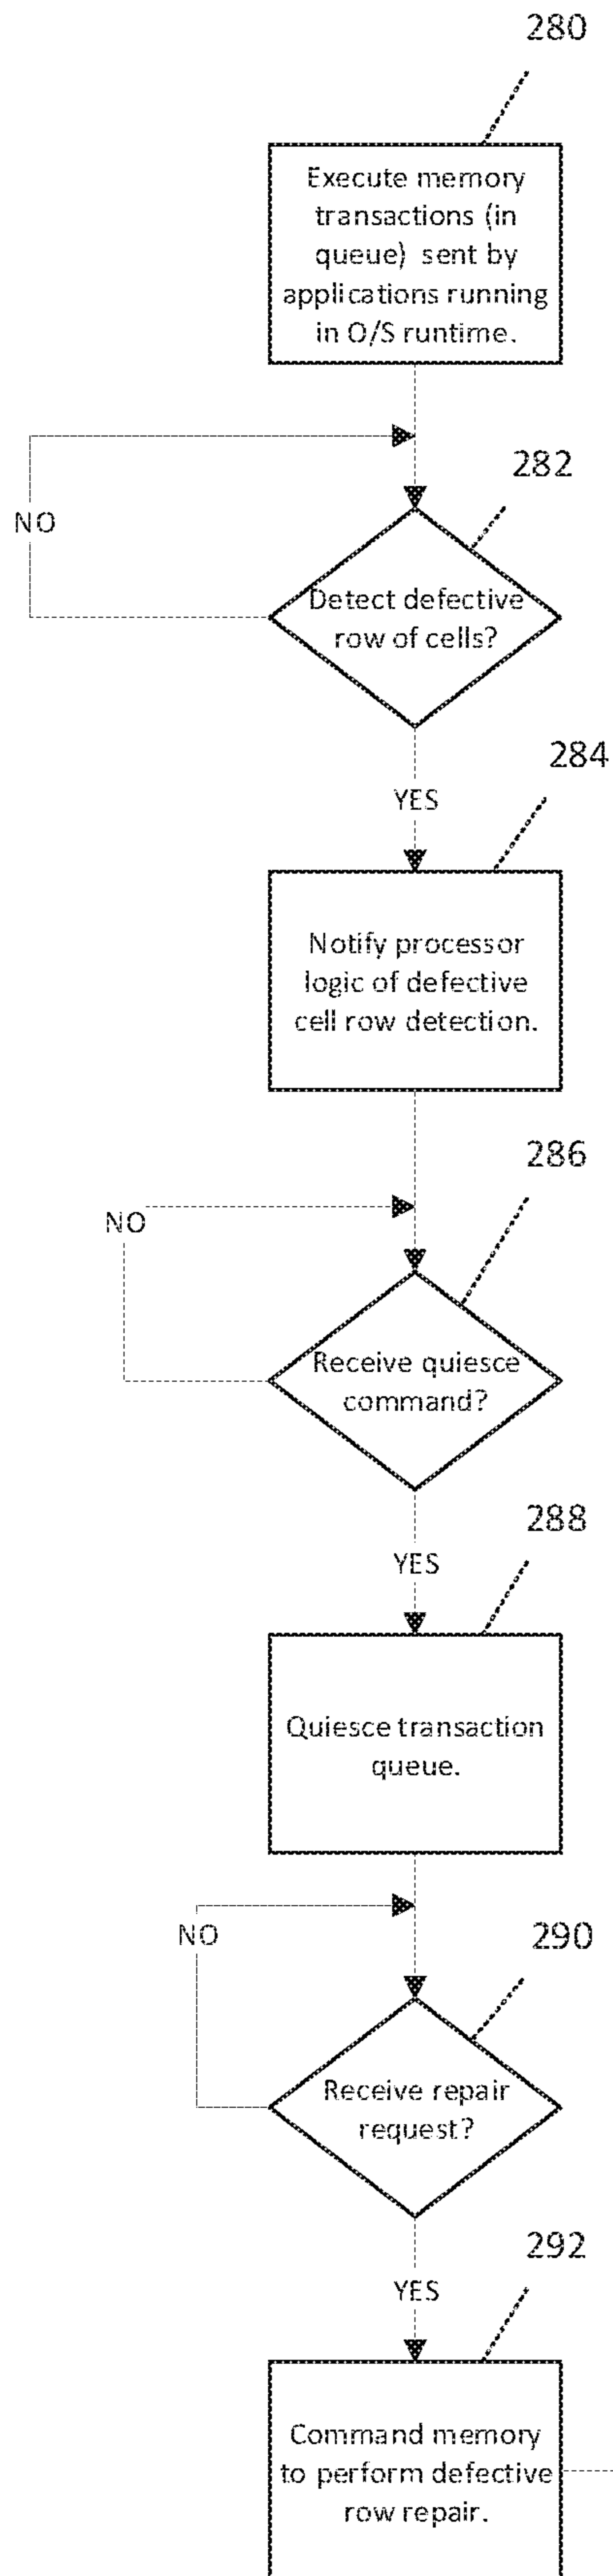 280
Execute memory
transactions (in
queue) sent by
applications running
in O/S runtime.
282
NO
Detect defective
row of cells?
284
YES
Notify processor
logic of defective
cell row detection.
286
NO
Receive quiesce
command?
288
YES
Quiesce transaction
queue.
290
NO
Receive repair
request?
292
YES
Command memory
to perform defective
row repair.